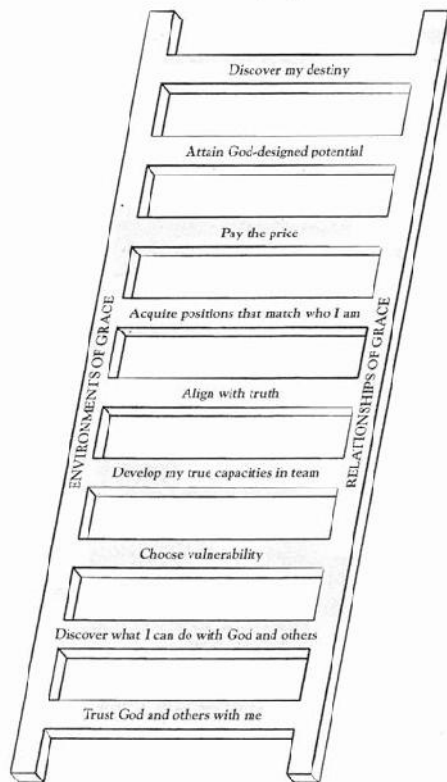 Discover my destiny
Attain God-designed potential
Pay the price
Acquire positions that match who I am
Align with truth
Develop my true capacities in team
Choose vulnerability
Discover what I can do with God and others
Trust God and others with me
ENVIRONMENTS OF GRACE
RELATIONSHIPS OF GRACE